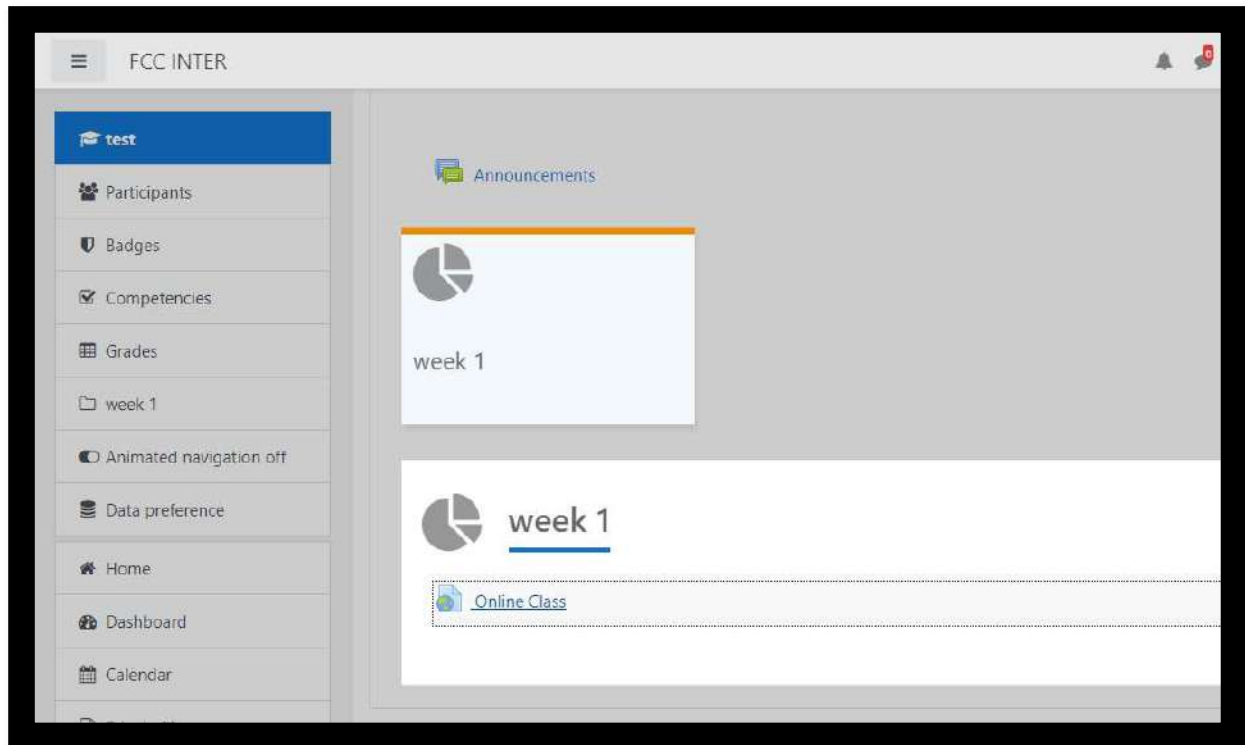 FCC INTER
test
Participants
Badges
Competencies
Grades
week 1
Animated navigation off
Data preference
Home
Dashboard
Calendar
Announcements
week 1
week 1
Online Class